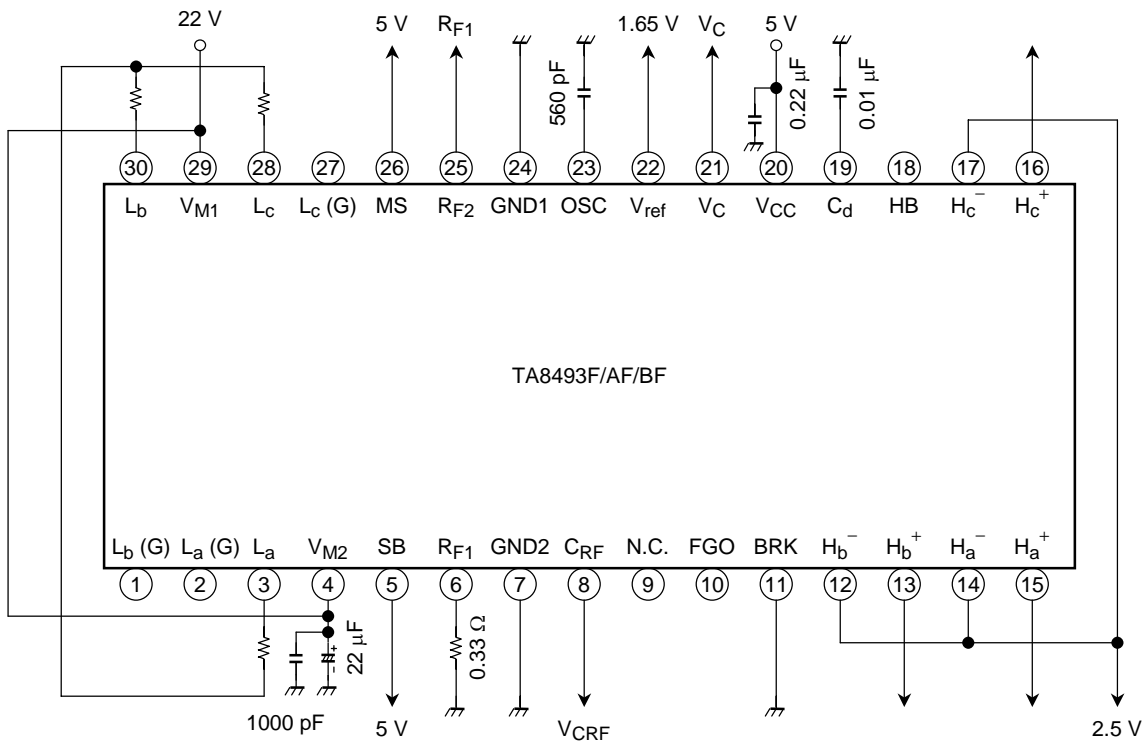 22 V
5 V
RF1
1.65 V
VC
5 V
560 pF
0.22 μF
0.01 μF
30 29 28 27 26 25 24 23 22 21 20 19 18 17 16
Lb VM1 Lc Lc (G) MS RF2 GND1 OSC Vref VC VCC Cd HB Hc− Hc+
TA8493F/AF/BF
Lb (G) La (G) La VM2 SB RF1 GND2 CRF N.C. FGO BRK Hb− Hb+ Ha− Ha+
1 2 3 4 5 6 7 8 9 10 11 12 13 14 15
- +
22 μF
0.33 Ω
1000 pF
5 V
VCRF
2.5 V